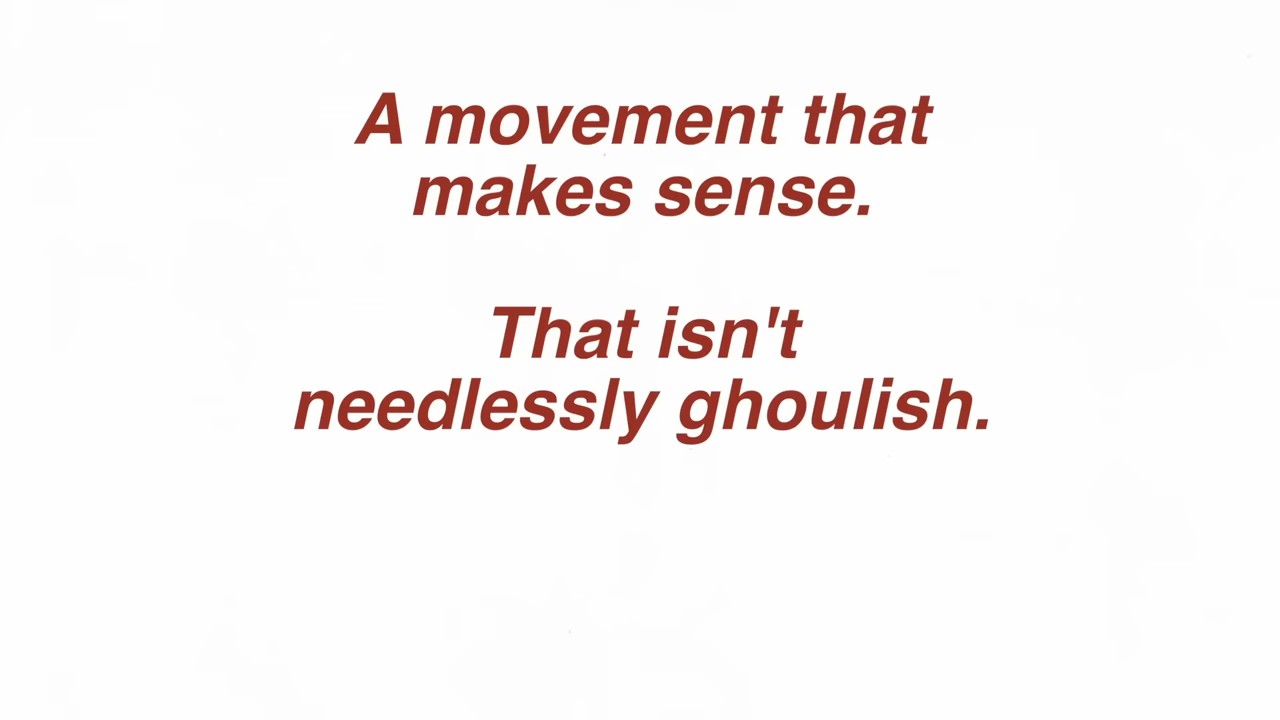 A movement that
makes sense.
That isn't
needlessly ghoulish.